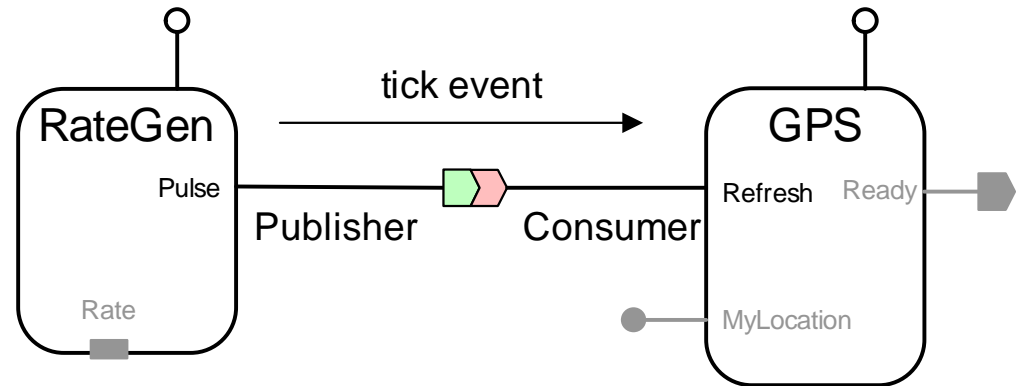 tick event
RateGen
GPS
Pulse
Refresh
Ready
Publisher
Consumer
Rate
MyLocation